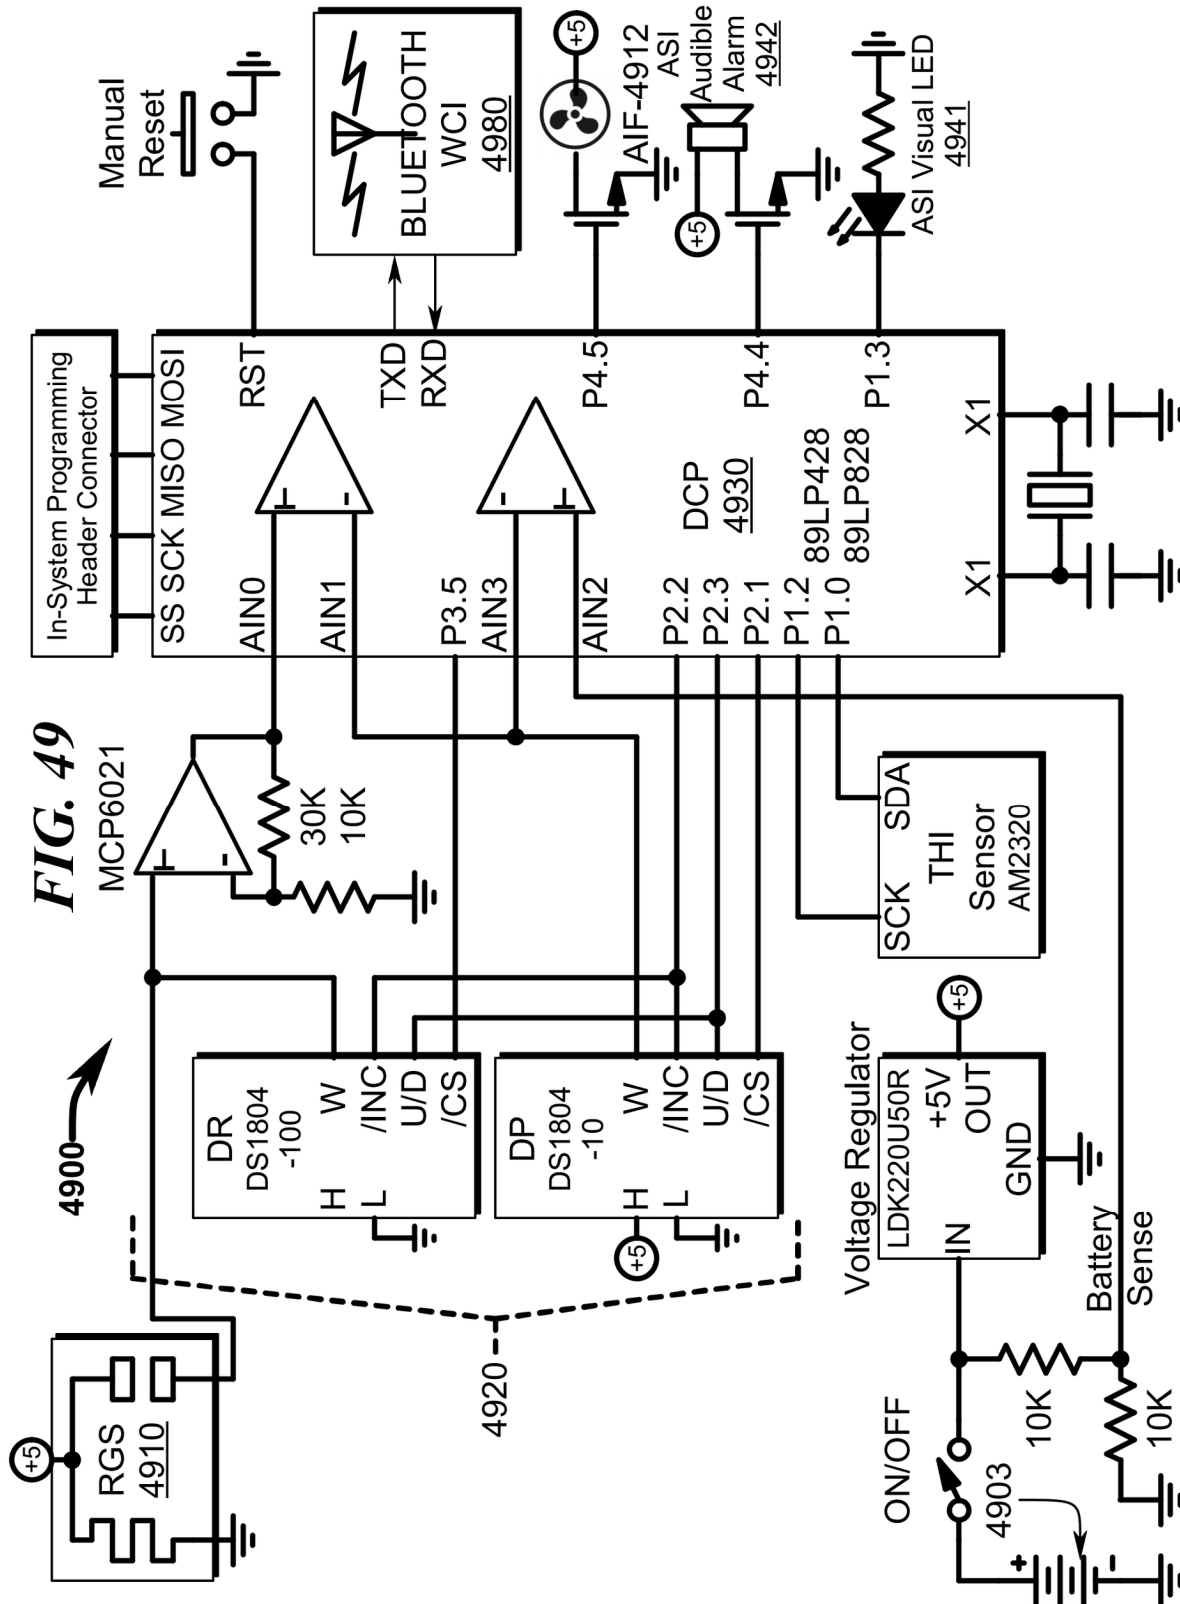 FIG. 49
4900
+5
RGS
4910
4920
DR
DS1804
-100
H
L
W
/INC
U/D
/CS
DP
DS1804
-10
H
L
W
/INC
U/D
/CS
+5
MCP6021
30K
10K
In-System Programming
Header Connector
SS SCK MISO MOSI
AIN0
AIN1
P3.5
AIN3
AIN2
P2.2
P2.3
P2.1
P1.2
P1.0
DCP
4930
89LP428
89LP828
RST
TXD
RXD
P4.5
P4.4
P1.3
X1
X1
Manual
Reset
BLUETOOTH
WCI
4980
+5
AIF-4912
ASI
Audible
Alarm
4942
+5
ASI Visual LED
4941
THI
Sensor
AM2320
SCK
SDA
Voltage Regulator
LDK220U50R
IN
+5V
OUT
GND
+5
Battery
Sense
ON/OFF
4903
10K
10K
+
-